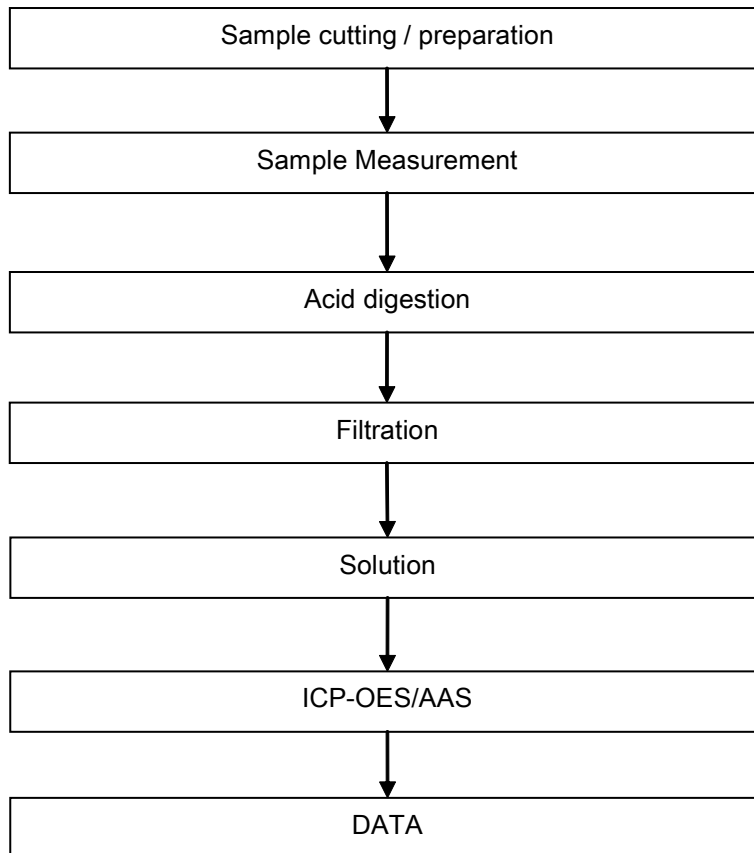 Sample cutting / preparation
Sample Measurement
Acid digestion
Filtration
Solution
ICP-OES/AAS
DATA